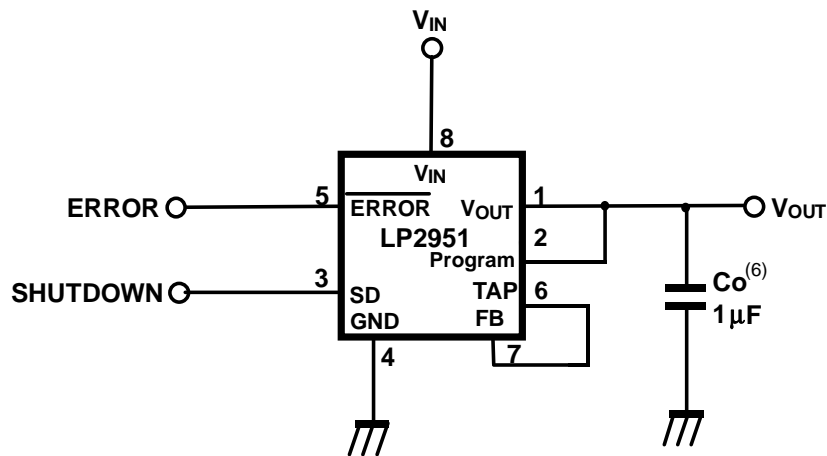 VIN
8
VIN
ERROR
5
ERROR
VOUT
1
VOUT
LP2951
2
Program
SHUTDOWN
3
SD
TAP
6
GND
FB
4
7
Co(6)
1μF